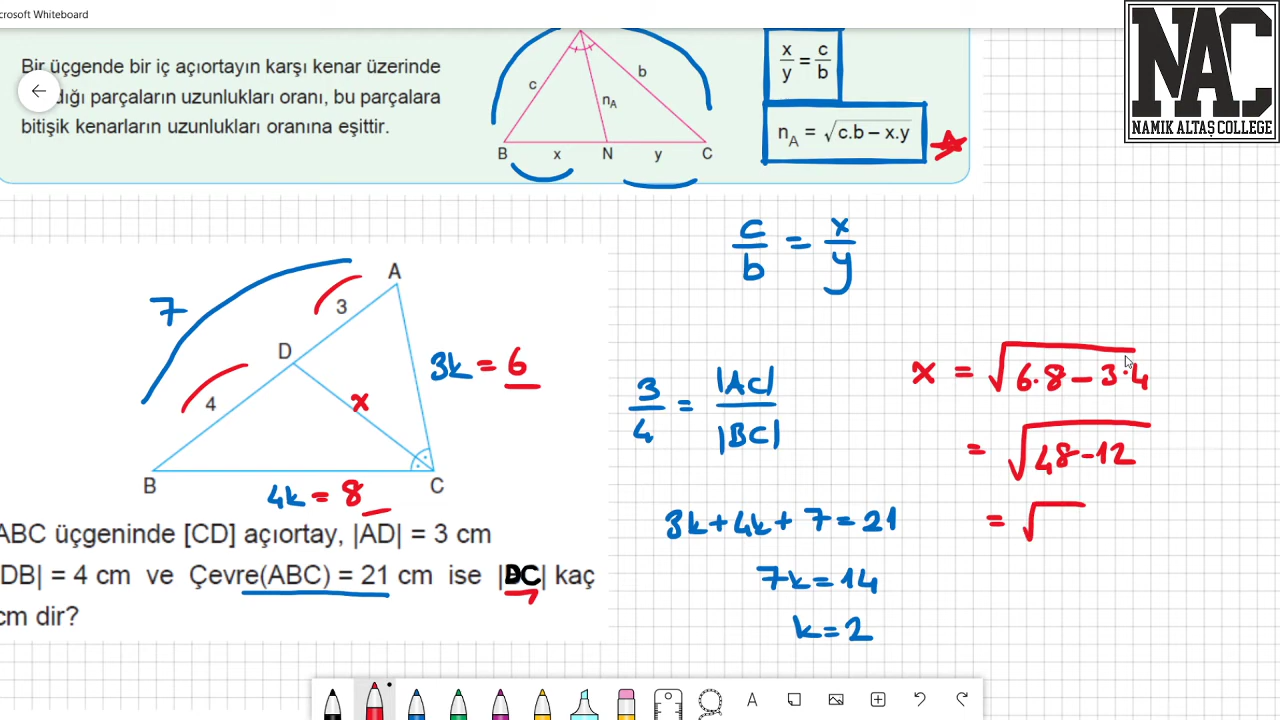 crosoft Whiteboard
Bir üçgende bir iç açıortayın karşı kenar üzerinde
dığı parçaların uzunlukları oranı, bu parçalara
bitişik kenarların uzunlukları oranına eşittir.
c b
n_A
B x N y C
x/y = c/b
n_A = √(c.b – x.y)
NAC
NAMIK ALTAŞ COLLEGE
c/b = x/y
7
A
3
D
4
3k = 6
x
B C
4k = 8
3/4 = |AC|/|BC|
3k+4k+7=21
7k=14
k=2
x = √(6·8-3·4)
= √(48-12)
= √
ABC üçgeninde [CD] açıortay, |AD| = 3 cm
DB| = 4 cm ve Çevre(ABC) = 21 cm ise |DC| kaç
cm dir?
A